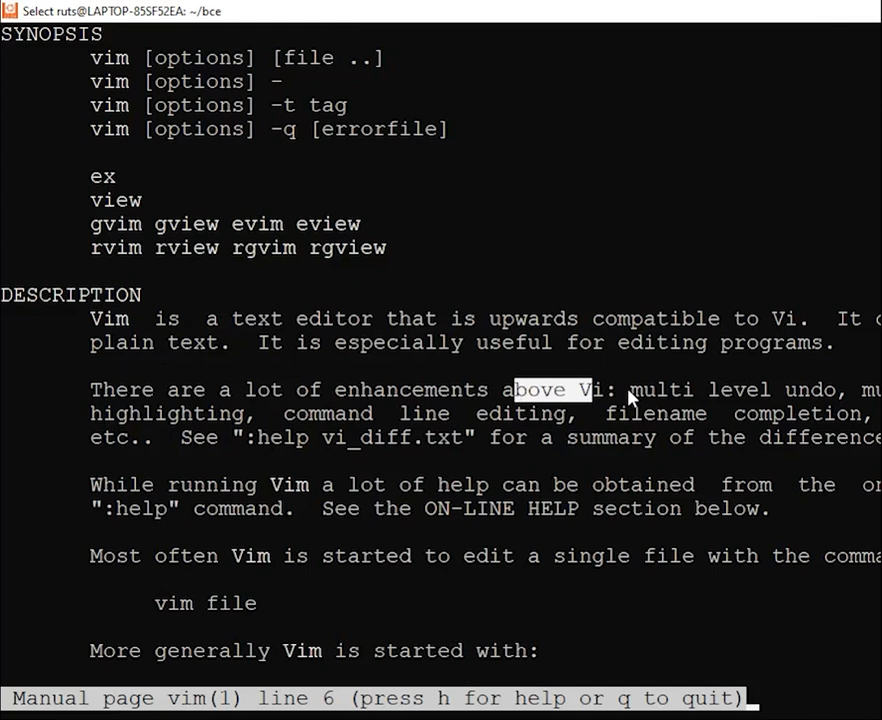 Select ruts@LAPTOP-85SF52EA: ~/bce
SYNOPSIS
vim [options] [file ..]
vim [options] -
vim [options] -t tag
vim [options] -q [errorfile]
ex
view
gvim gview evim eview
rvim rview rgvim rgview
DESCRIPTION
Vim is a text editor that is upwards compatible to Vi. It
plain text. It is especially useful for editing programs.
There are a lot of enhancements above Vi: multi level undo,
highlighting, command line editing, filename completion,
etc.. See ":help vi_diff.txt" for a summary of the difference
While running Vim a lot of help can be obtained from the
":help" command. See the ON-LINE HELP section below.
Most often Vim is started to edit a single file with the
vim file
More generally Vim is started with:
Manual page vim(1) line 6 (press h for help or q to quit)